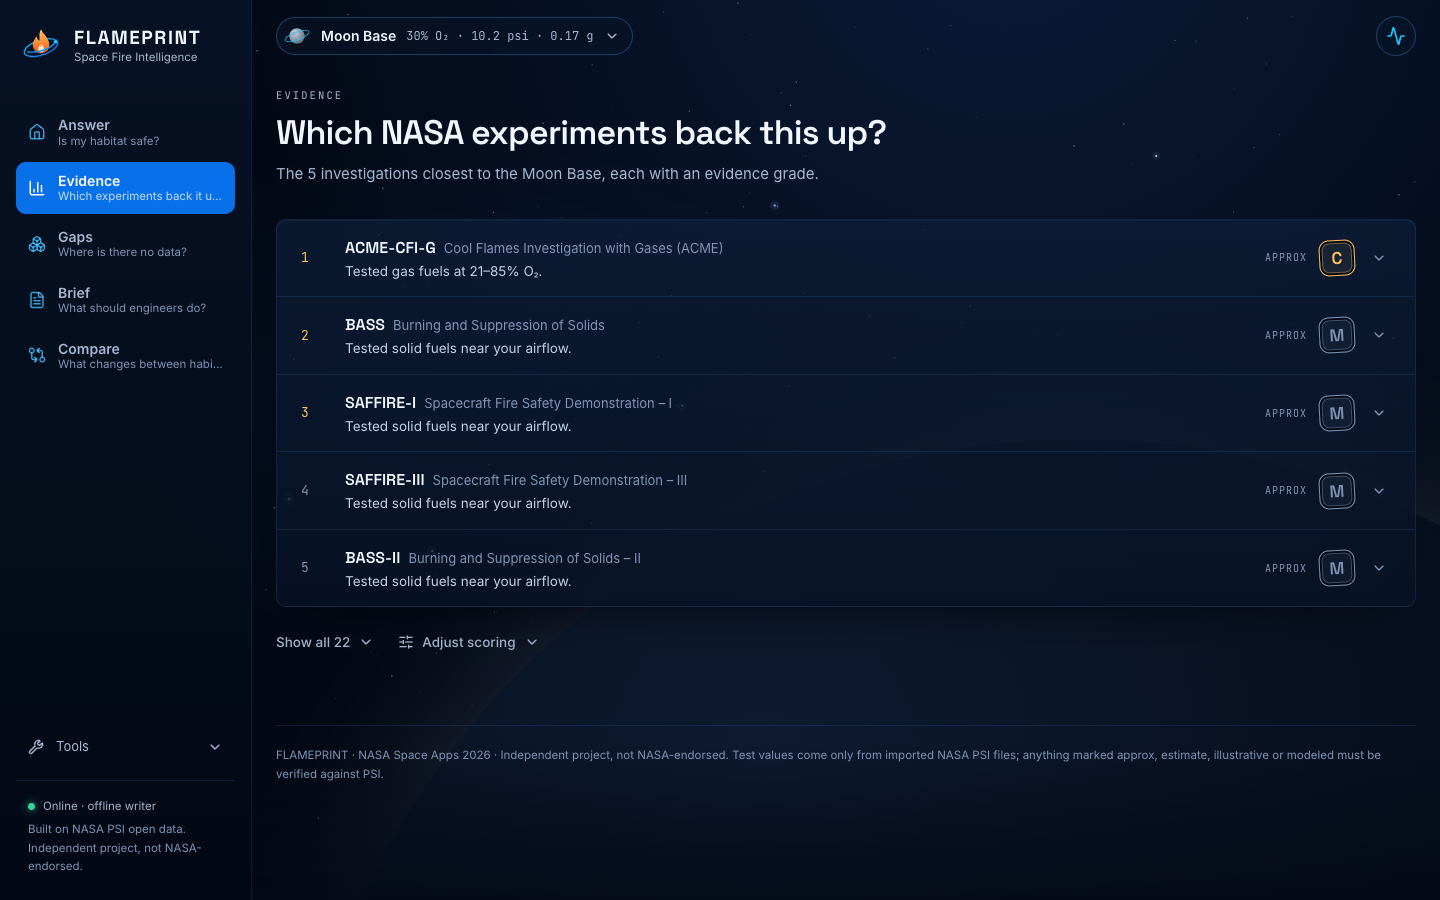 FLAMEPRINT
Space Fire Intelligence
Answer
Is my habitat safe?
Evidence
Which experiments back it u...
Gaps
Where is there no data?
Brief
What should engineers do?
Compare
What changes between habi...
Tools
Online · offline writer
Built on NASA PSI open data.
Independent project, not NASA-
endorsed.
Moon Base 30% O₂ · 10.2 psi · 0.17 g
EVIDENCE
Which NASA experiments back this up?
The 5 investigations closest to the Moon Base, each with an evidence grade.
1 ACME-CFI-G Cool Flames Investigation with Gases (ACME) APPROX C
Tested gas fuels at 21–85% O₂.
2 BASS Burning and Suppression of Solids APPROX M
Tested solid fuels near your airflow.
3 SAFFIRE-I Spacecraft Fire Safety Demonstration – I APPROX M
Tested solid fuels near your airflow.
4 SAFFIRE-III Spacecraft Fire Safety Demonstration – III APPROX M
Tested solid fuels near your airflow.
5 BASS-II Burning and Suppression of Solids – II APPROX M
Tested solid fuels near your airflow.
Show all 22 Adjust scoring
FLAMEPRINT · NASA Space Apps 2026 · Independent project, not NASA-endorsed. Test values come only from imported NASA PSI files; anything marked approx, estimate, illustrative or modeled must be
verified against PSI.